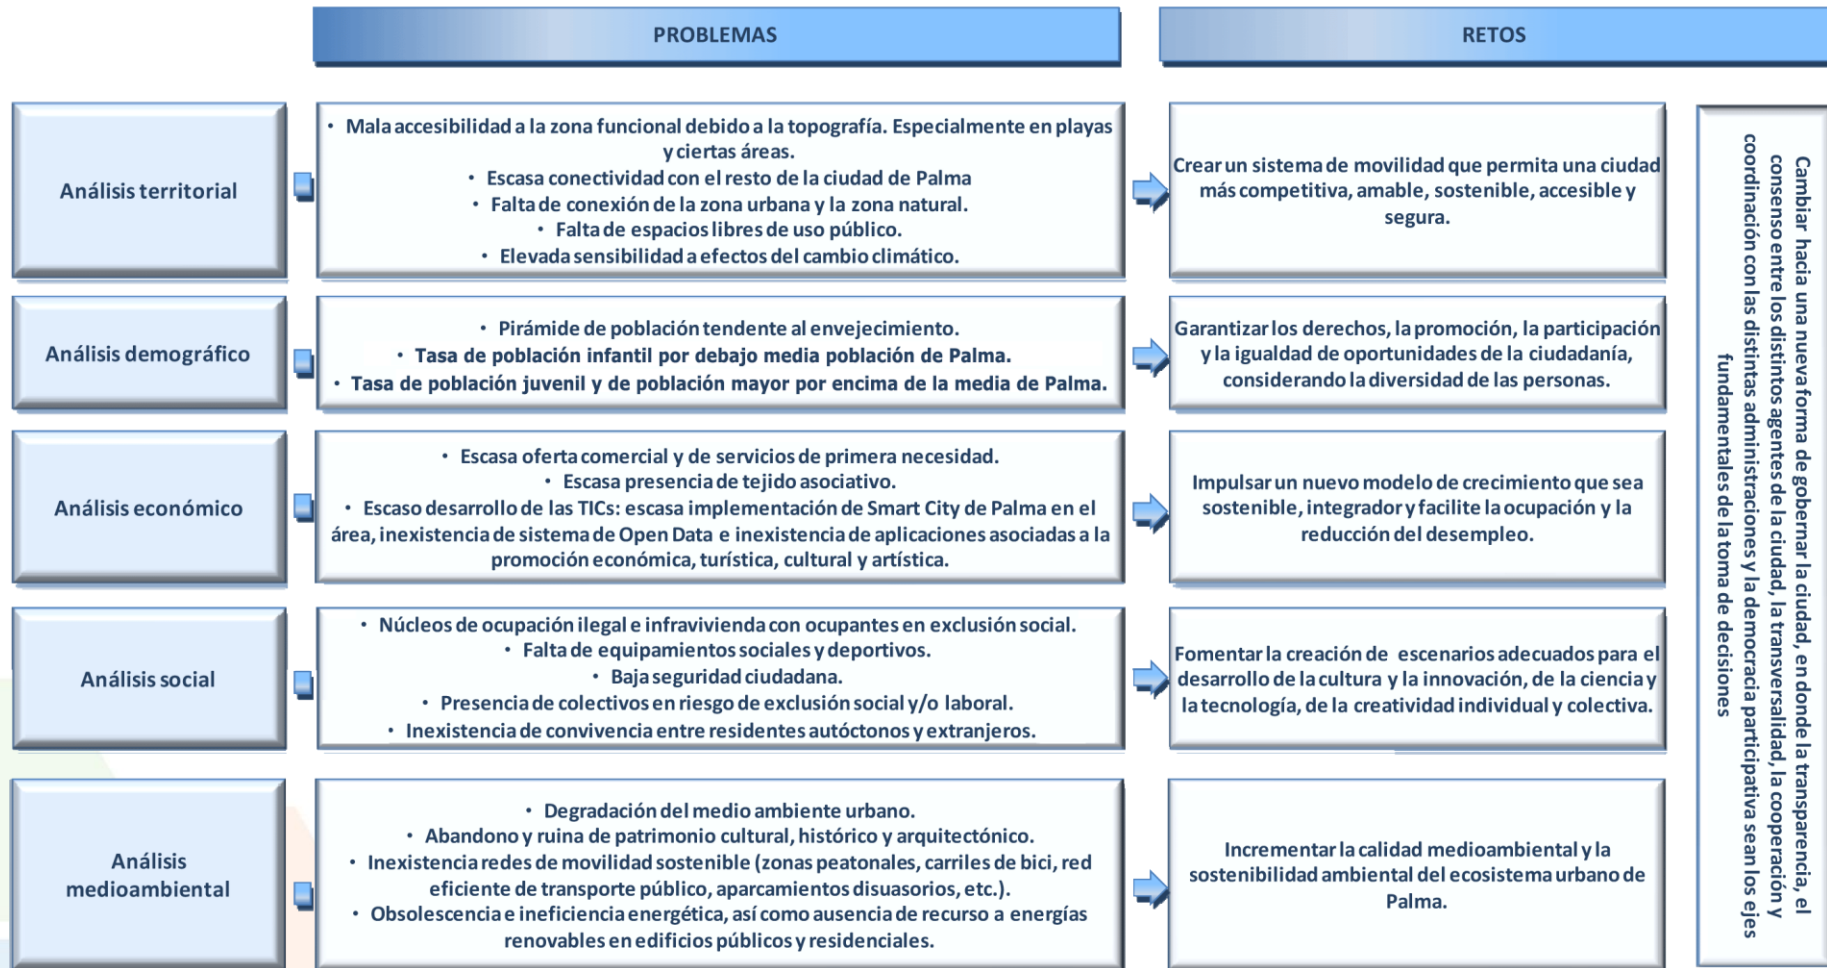 PROBLEMAS
RETOS
Análisis territorial
• Mala accesibilidad a la zona funcional debido a la topografía. Especialmente en playas
y ciertas áreas.
• Escasa conectividad con el resto de la ciudad de Palma
• Falta de conexión de la zona urbana y la zona natural.
• Falta de espacios libres de uso público.
• Elevada sensibilidad a efectos del cambio climático.
Crear un sistema de movilidad que permita una ciudad
más competitiva, amable, sostenible, accesible y
segura.
Análisis demográfico
• Pirámide de población tendente al envejecimiento.
• Tasa de población infantil por debajo media población de Palma.
• Tasa de población juvenil y de población mayor por encima de la media de Palma.
Garantizar los derechos, la promoción, la participación
y la igualdad de oportunidades de la ciudadanía,
considerando la diversidad de las personas.
Análisis económico
• Escasa oferta comercial y de servicios de primera necesidad.
• Escasa presencia de tejido asociativo.
• Escaso desarrollo de las TICs: escasa implementación de Smart City de Palma en el
área, inexistencia de sistema de Open Data e inexistencia de aplicaciones asociadas a la
promoción económica, turística, cultural y artística.
Impulsar un nuevo modelo de crecimiento que sea
sostenible, integrador y facilite la ocupación y la
reducción del desempleo.
Análisis social
• Núcleos de ocupación ilegal e infravivienda con ocupantes en exclusión social.
• Falta de equipamientos sociales y deportivos.
• Baja seguridad ciudadana.
• Presencia de colectivos en riesgo de exclusión social y/o laboral.
• Inexistencia de convivencia entre residentes autóctonos y extranjeros.
Fomentar la creación de escenarios adecuados para el
desarrollo de la cultura y la innovación, de la ciencia y
la tecnología, de la creatividad individual y colectiva.
Análisis
medioambiental
• Degradación del medio ambiente urbano.
• Abandono y ruina de patrimonio cultural, histórico y arquitectónico.
• Inexistencia redes de movilidad sostenible (zonas peatonales, carriles de bici, red
eficiente de transporte público, aparcamientos disuasorios, etc.).
• Obsolescencia e ineficiencia energética, así como ausencia de recurso a energías
renovables en edificios públicos y residenciales.
Incrementar la calidad medioambiental y la
sostenibilidad ambiental del ecosistema urbano de
Palma.
Cambiar hacia una nueva forma de gobernar la ciudad, en donde la transparencia, el
consenso entre los distintos agentes de la ciudad, la transversalidad, la cooperación y
coordinación con las distintas administraciones y la democracia participativa sean los ejes
fundamentales de la toma de decisiones